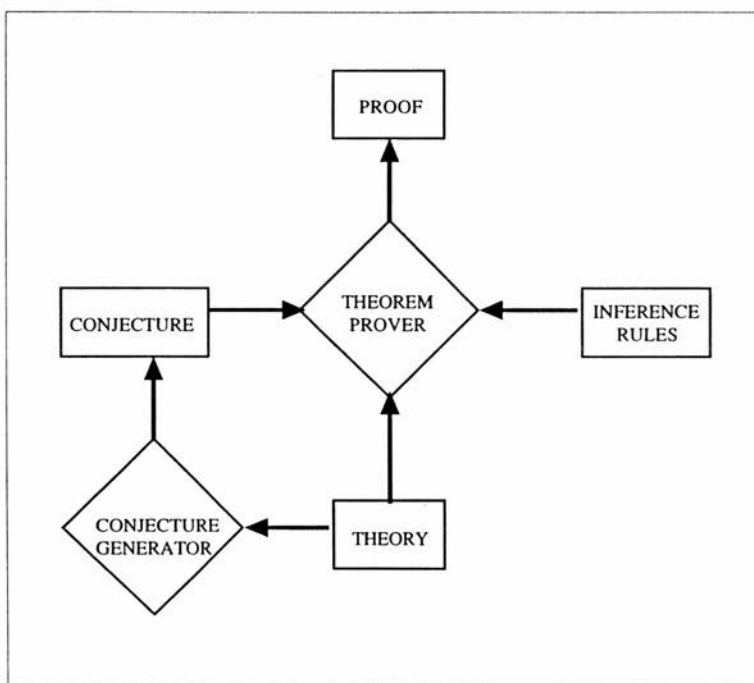 PROOF
THEOREM
PROVER
CONJECTURE
INFERENCE
RULES
CONJECTURE
GENERATOR
THEORY